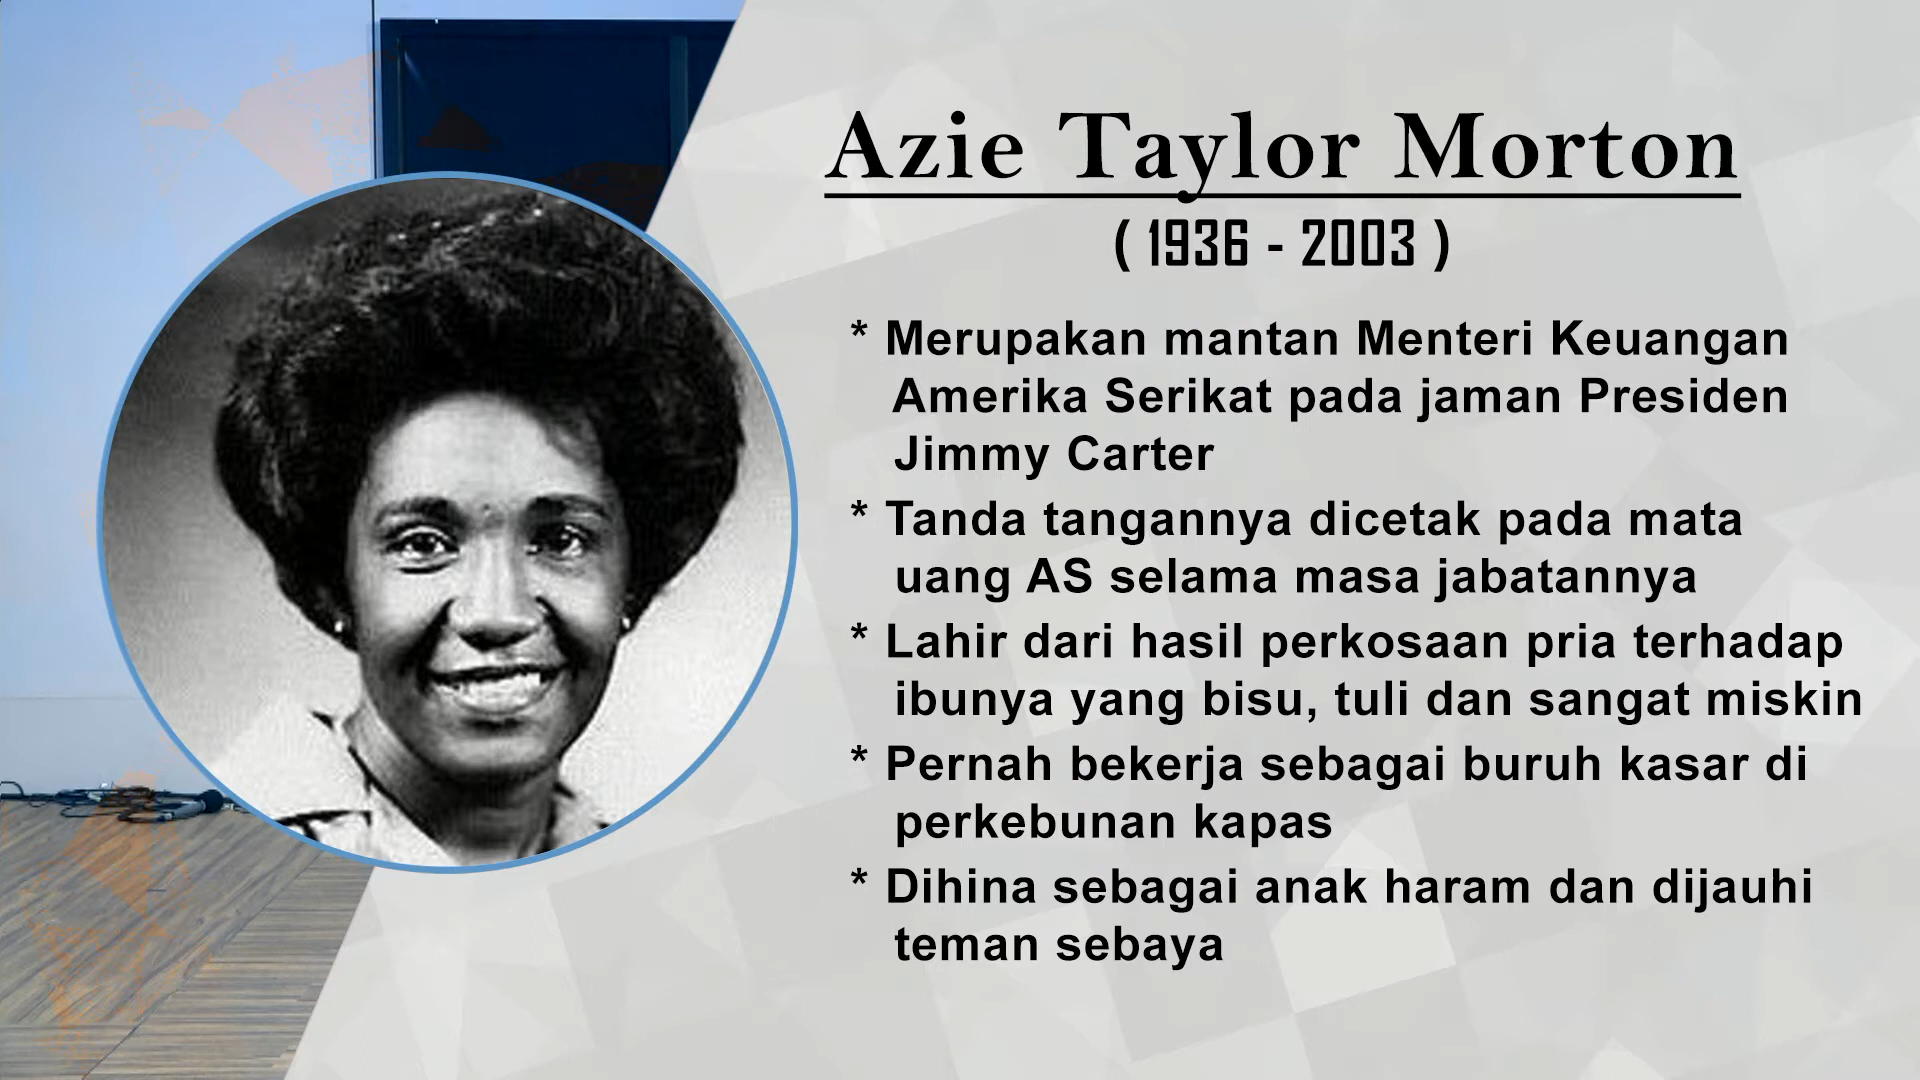 Azie Taylor Morton
( 1936 - 2003 )
* Merupakan mantan Menteri Keuangan
Amerika Serikat pada jaman Presiden
Jimmy Carter
* Tanda tangannya dicetak pada mata
uang AS selama masa jabatannya
* Lahir dari hasil perkosaan pria terhadap
ibunya yang bisu, tuli dan sangat miskin
* Pernah bekerja sebagai buruh kasar di
perkebunan kapas
* Dihina sebagai anak haram dan dijauhi
teman sebaya